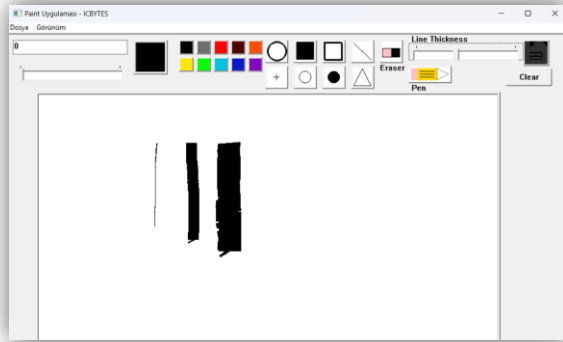 Paint Uygulaması - ICBYTES
Dosya Görünüm
0
Line Thickness
Eraser
Pen
Clear